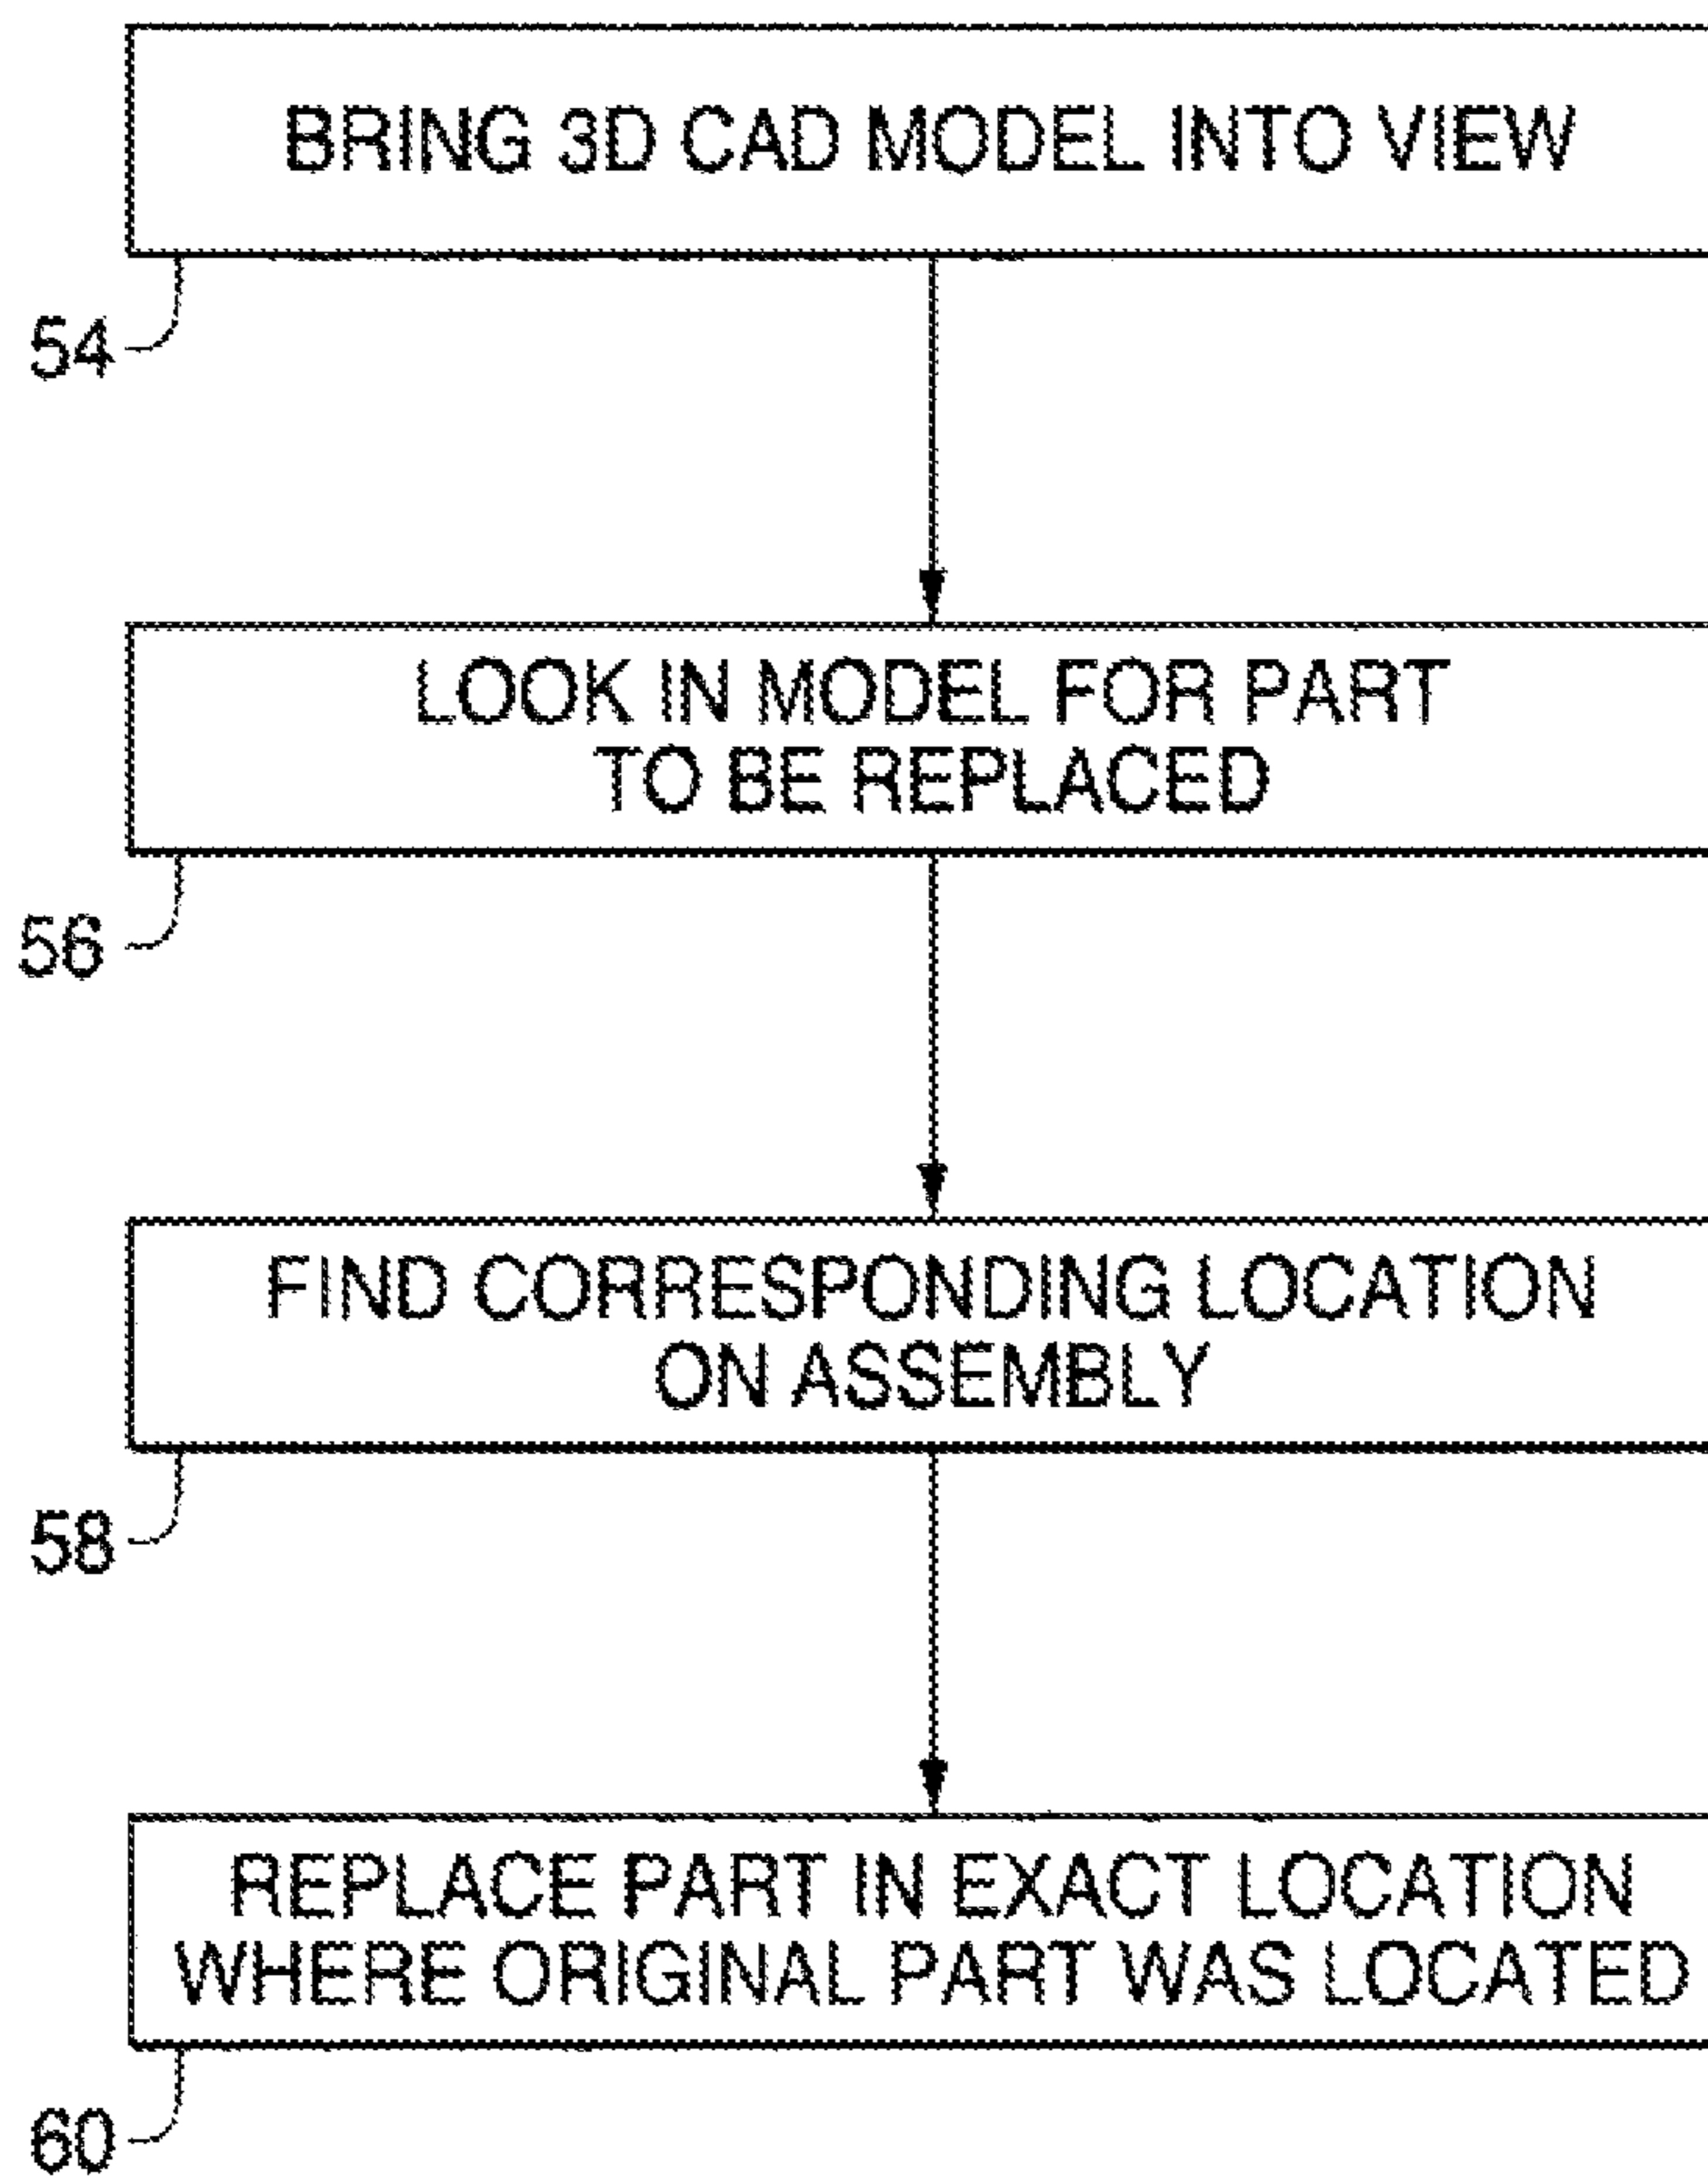 BRING 3D CAD MODEL INTO VIEW
54
LOOK IN MODEL FOR PART
TO BE REPLACED
56
FIND CORRESPONDING LOCATION
ON ASSEMBLY
58
REPLACE PART IN EXACT LOCATION
WHERE ORIGINAL PART WAS LOCATED
60